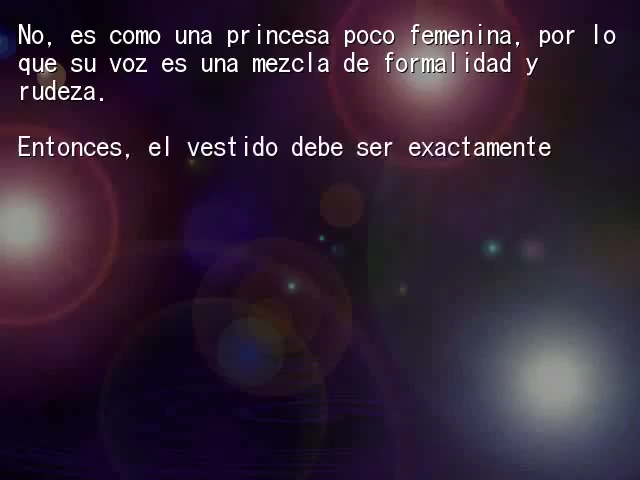 No, es como una princesa poco femenina, por lo
que su voz es una mezcla de formalidad y
rudeza.
Entonces, el vestido debe ser exactamente